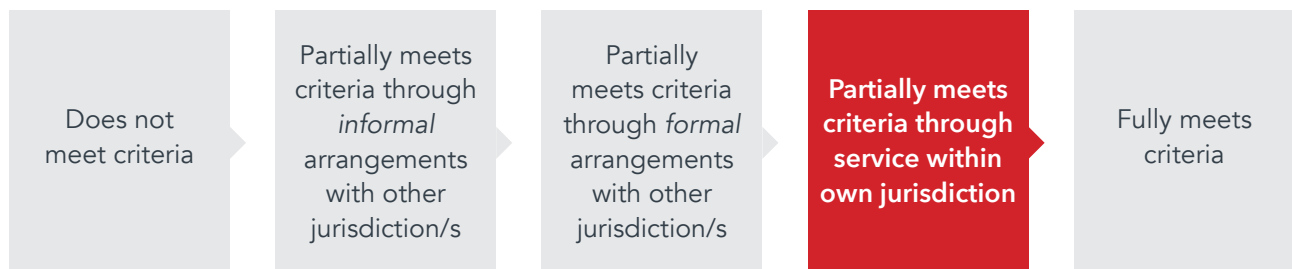 Does not
meet criteria
Partially meets
criteria through
informal
arrangements
with other
jurisdiction/s
Partially
meets criteria
through formal
arrangements
with other
jurisdiction/s
Partially meets
criteria through
service within
own jurisdiction
Fully meets
criteria